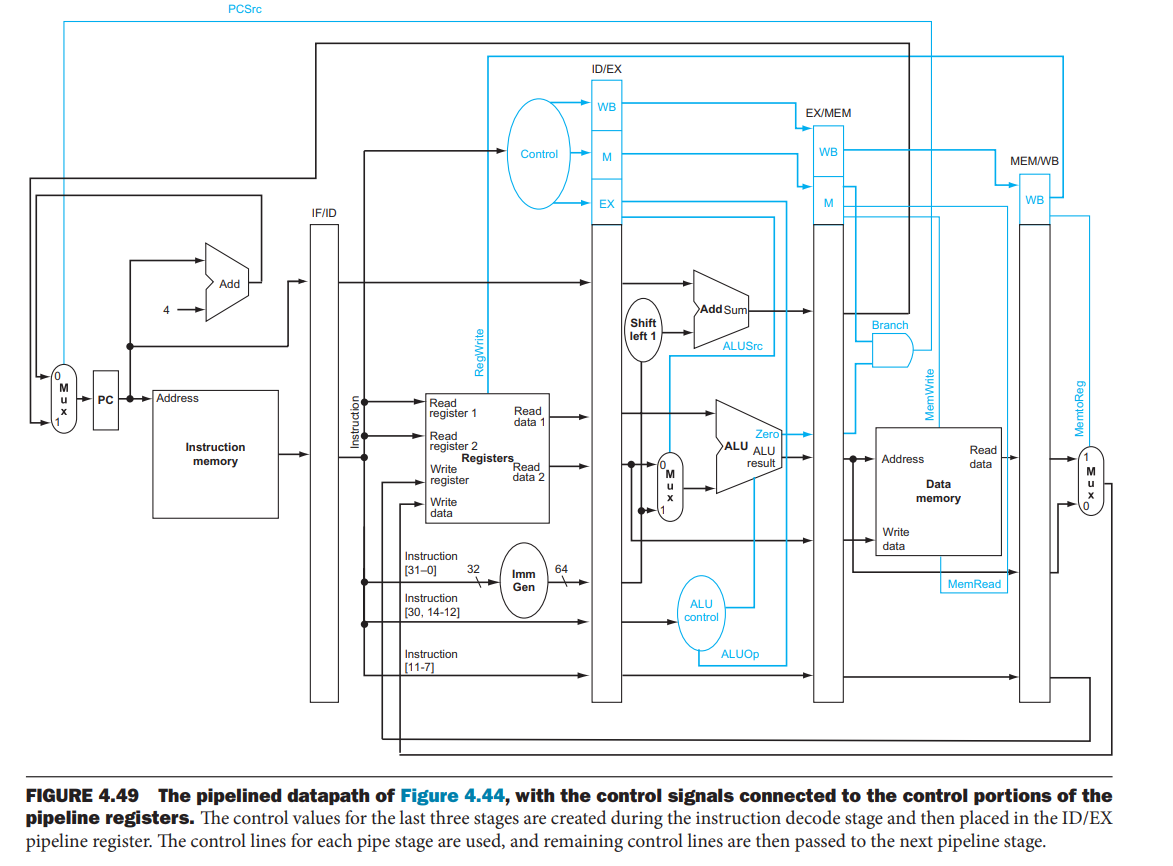 PCSrc
ID/EX
WB
EX/MEM
Control
M
WB
MEM/WB
EX
M
WB
IF/ID
Add
4
Add Sum
Shift
left 1
Branch
ALUSrc
RegWrite
MemWrite
MemtoReg
0
M
u
x
1
PC
Address
Instruction
memory
Instruction
Read
register 1
Read
data 1
Read
register 2
Registers
Read
data 2
Write
register
Write
data
0
M
u
x
1
Zero
ALU
ALU
result
Address
Read
data
Data
memory
Write
data
1
M
u
x
0
Instruction
[31–0]
32
Imm
Gen
64
MemRead
Instruction
[30, 14-12]
ALU
control
Instruction
[11-7]
ALUOp
FIGURE 4.49 The pipelined datapath of Figure 4.44, with the control signals connected to the control portions of the
pipeline registers. The control values for the last three stages are created during the instruction decode stage and then placed in the ID/EX
pipeline register. The control lines for each pipe stage are used, and remaining control lines are then passed to the next pipeline stage.